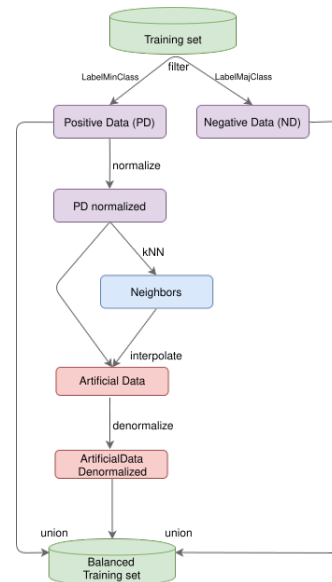 Training set
filter
LabelMinClass
LabelMajClass
Positive Data (PD)
Negative Data (ND)
normalize
PD normalized
kNN
Neighbors
interpolate
Artificial Data
denormalize
ArtificialData
Denormalized
union
union
Balanced
Training set